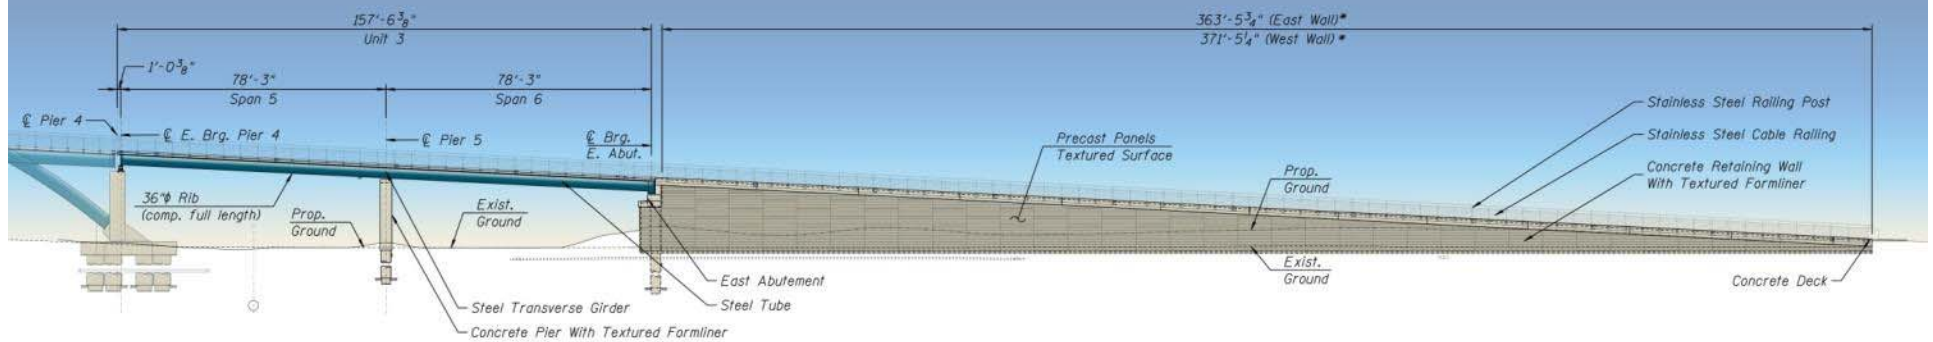 157'-6 3/8"
Unit 3
363'-5 3/4" (East Wall)*
371'-5 1/4" (West Wall)*
1'-0 3/8"
78'-3"
Span 5
78'-3"
Span 6
℄ Pier 4
℄ E. Brg. Pier 4
℄ Pier 5
℄ Brg.
E. Abut.
Precast Panels
Textured Surface
Stainless Steel Railing Post
Stainless Steel Cable Railing
Concrete Retaining Wall
With Textured Formliner
Prop.
Ground
36"φ Rib
(comp. full length)
Prop.
Ground
Exist.
Ground
Exist.
Ground
East Abutement
Steel Tube
Concrete Deck
Steel Transverse Girder
Concrete Pier With Textured Formliner